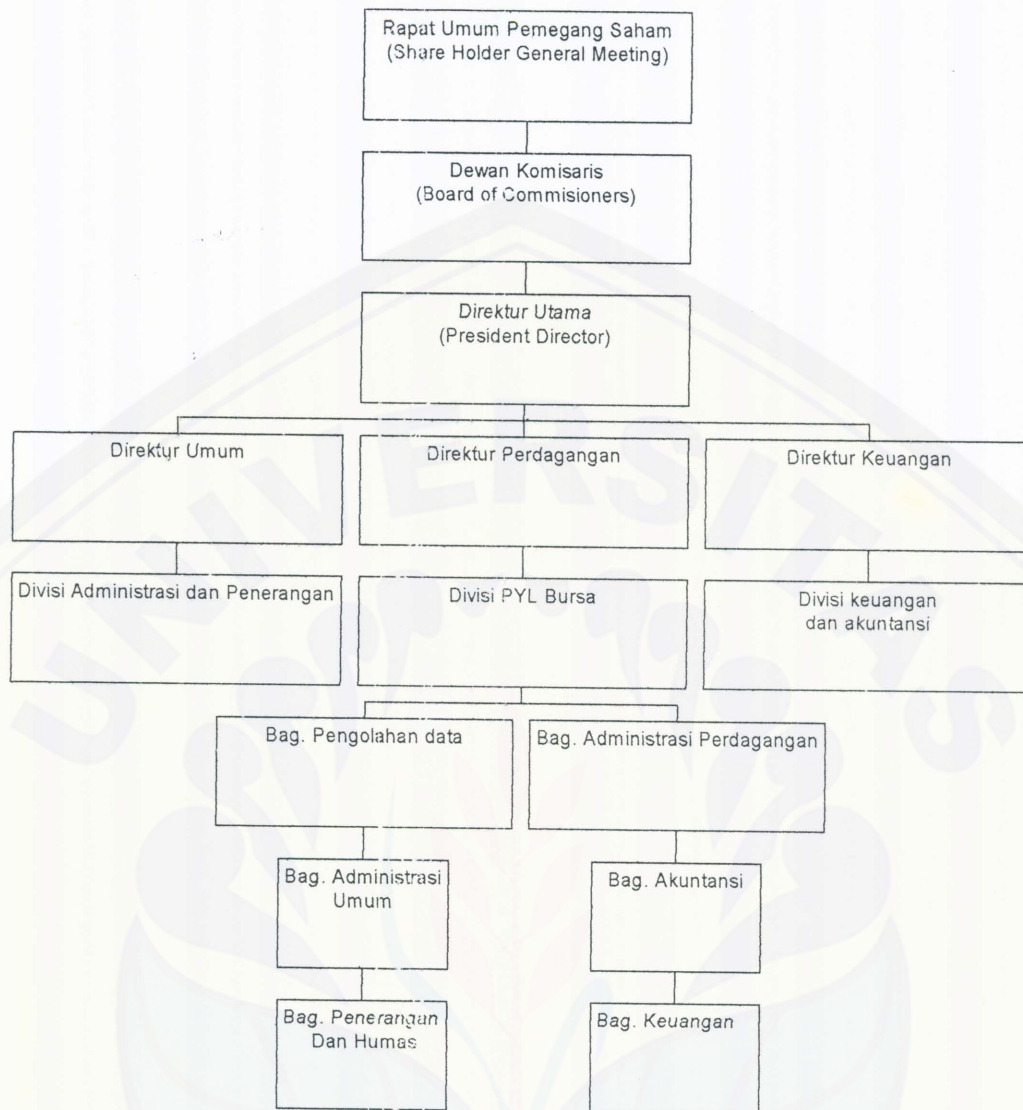 Rapat Umum Pemegang Saham
(Share Holder General Meeting)
Dewan Komisaris
(Board of Commisioners)
Direktur Utama
(President Director)
Direktur Umum
Direktur Perdagangan
Direktur Keuangan
Divisi Administrasi dan Penerangan
Divisi PYL Bursa
Divisi keuangan
dan akuntansi
Bag. Pengolahan data
Bag. Administrasi Perdagangan
Bag. Administrasi
Umum
Bag. Akuntansi
Bag. Penerangan
Dan Humas
Bag. Keuangan
UNIVERSITAS